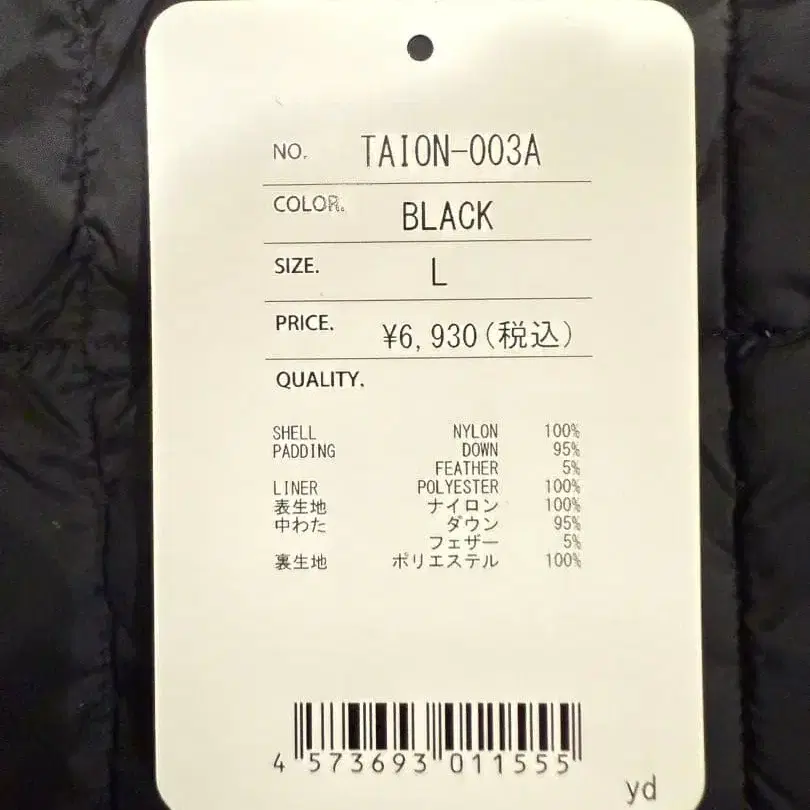 NO. TAION-003A
COLOR. BLACK
SIZE. L
PRICE. ¥6,930(税込)
QUALITY.
SHELL NYLON 100%
PADDING DOWN 95%
FEATHER 5%
LINER POLYESTER 100%
表生地 ナイロン 100%
中わた ダウン 95%
フェザー 5%
裏生地 ポリエステル 100%
4 573693 011555
yd